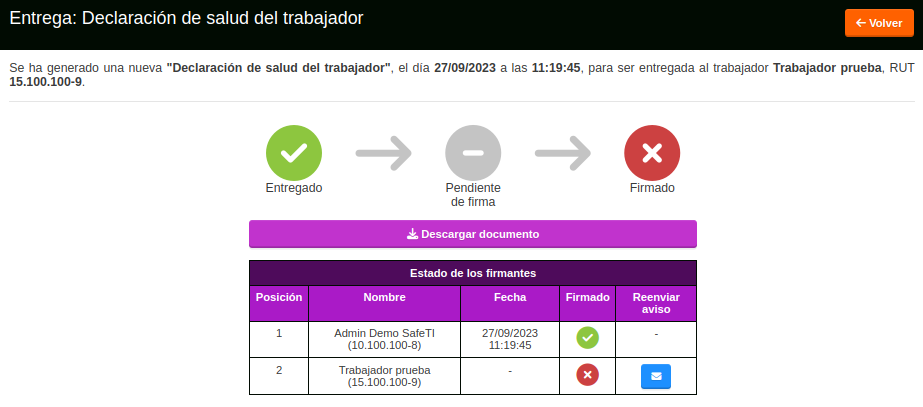 Entrega: Declaración de salud del trabajador
Volver
Se ha generado una nueva "Declaración de salud del trabajador", el día 27/09/2023 a las 11:19:45, para ser entregada al trabajador Trabajador prueba, RUT
15.100.100-9.
Entregado
Pendiente
de firma
Firmado
Descargar documento
Estado de los firmantes
Posición Nombre Fecha Firmado Reenviar
aviso
1 Admin Demo SafeTI 27/09/2023 -
(10.100.100-8) 11:19:45
2 Trabajador prueba -
(15.100.100-9)